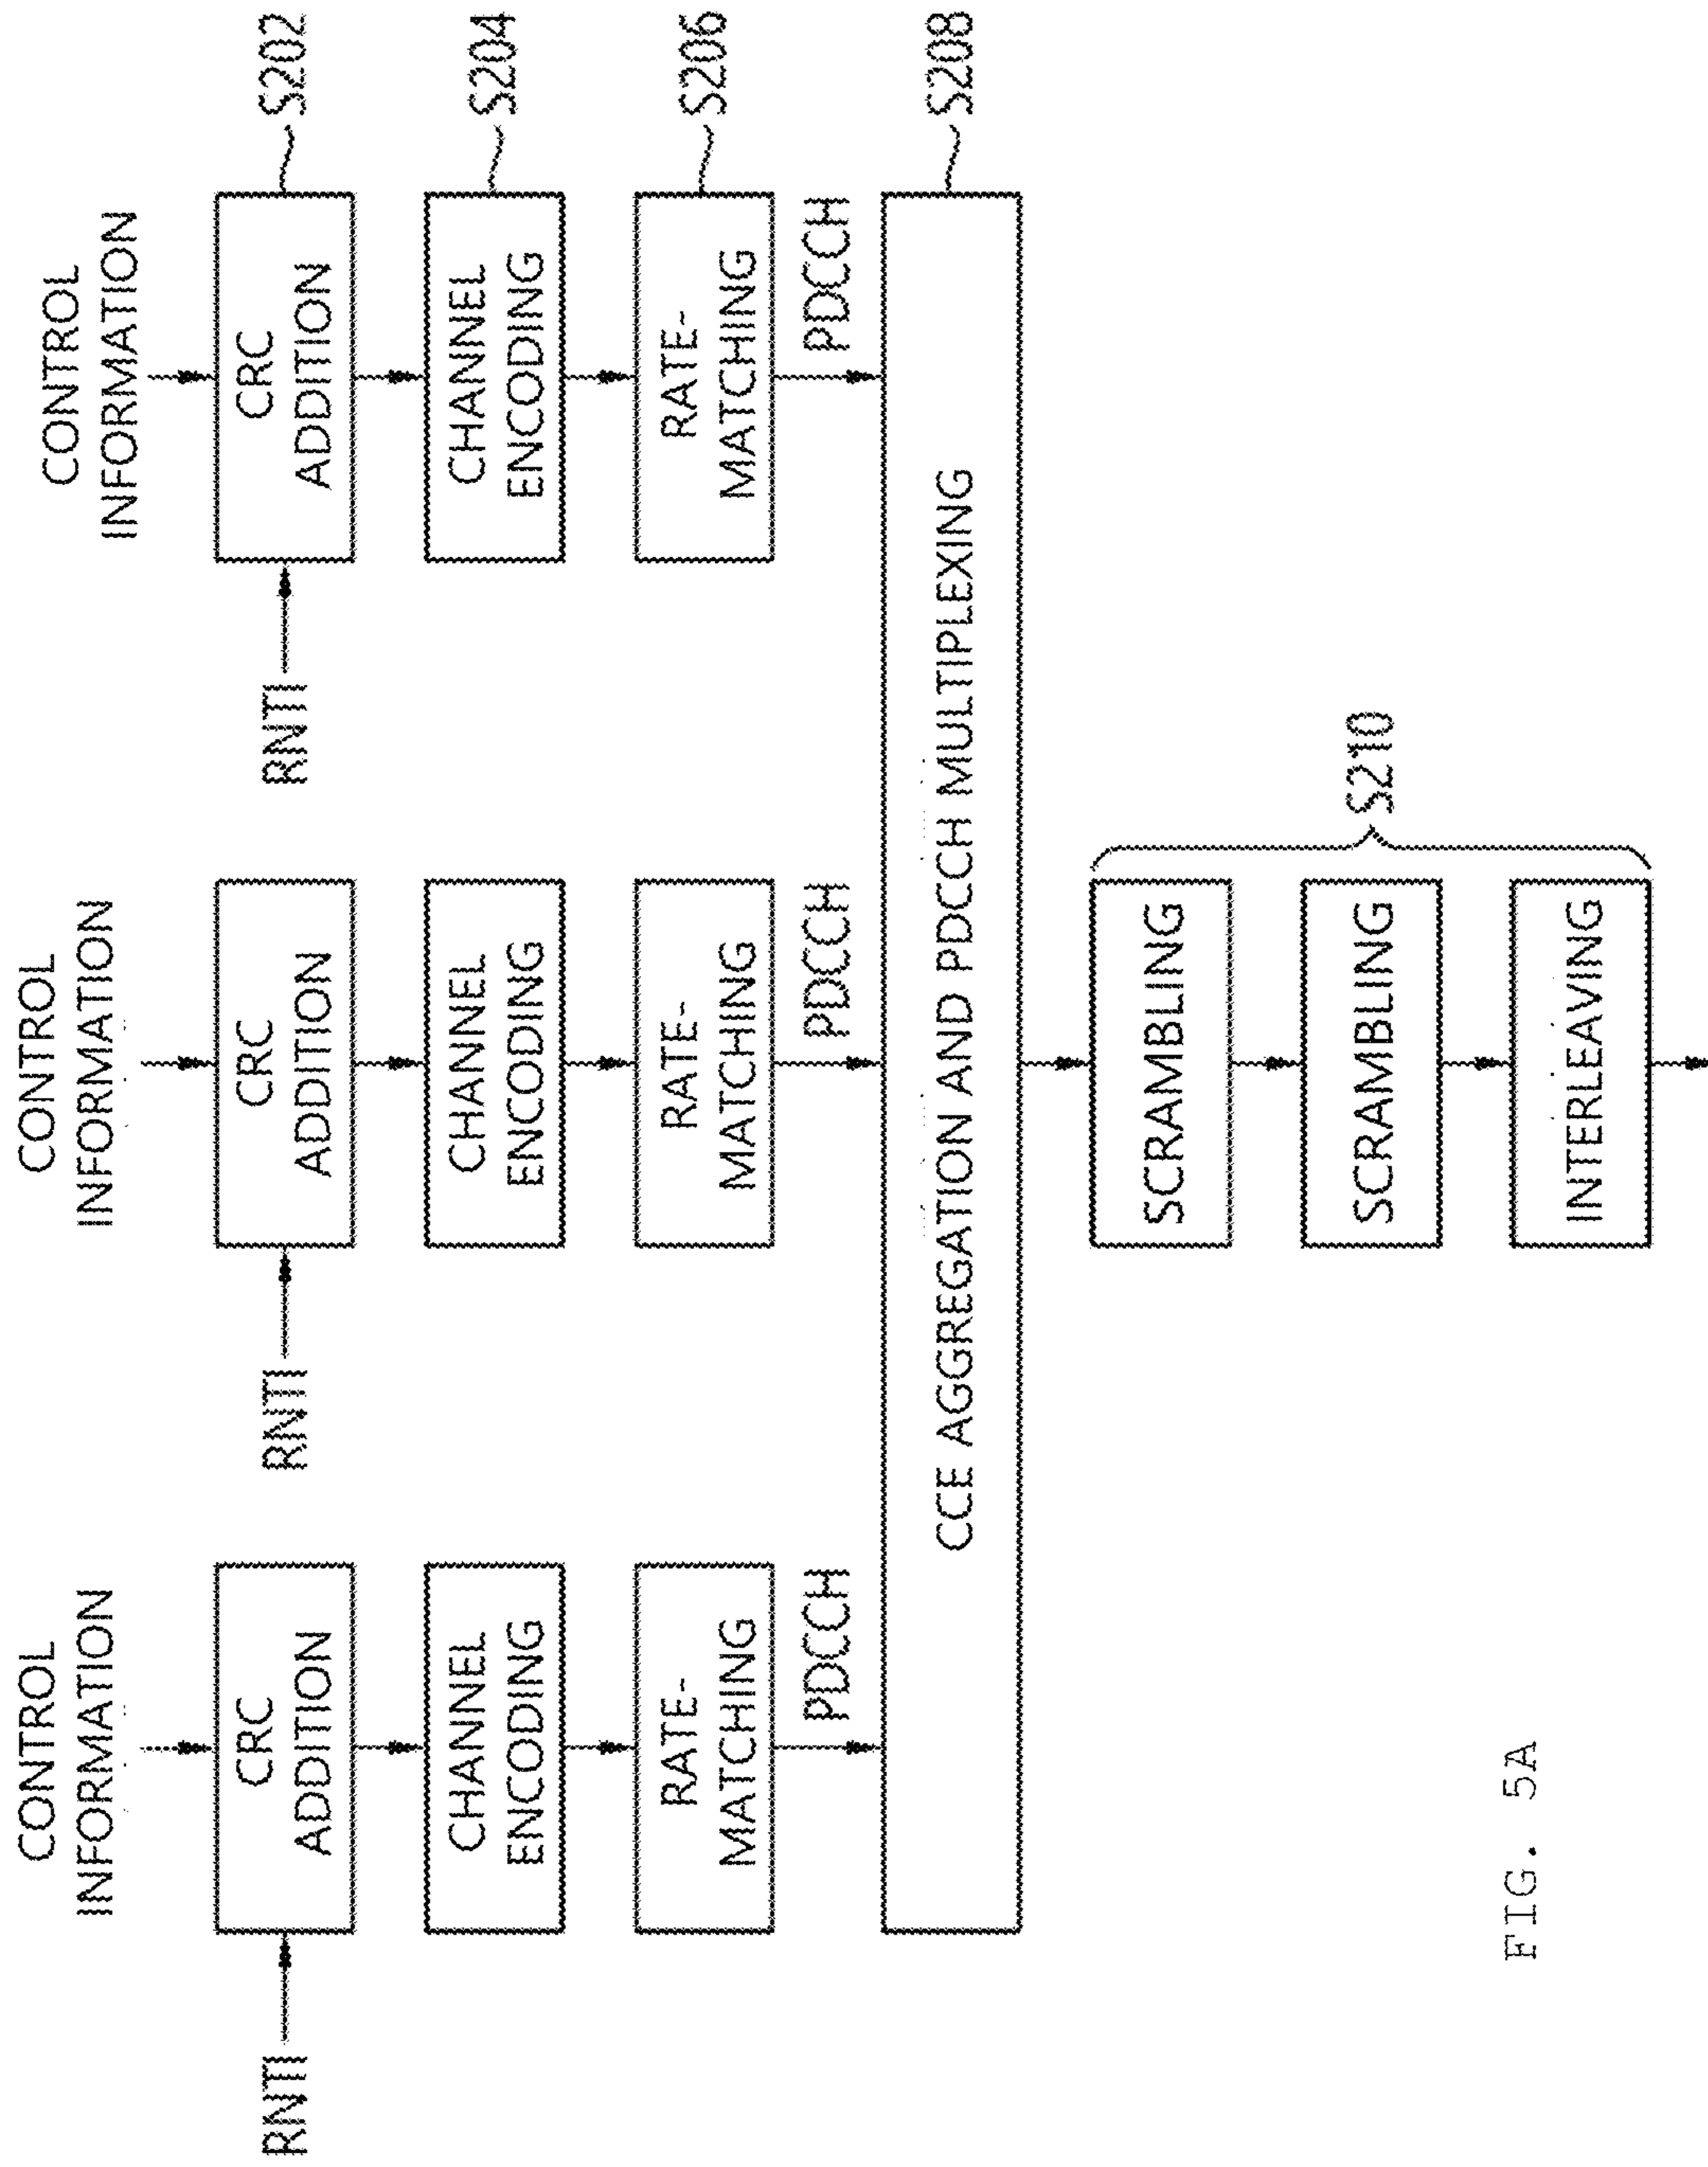 CONTROL
INFORMATION
CONTROL
INFORMATION
CONTROL
INFORMATION
RNTI
CRC
ADDITION
RNTI
CRC
ADDITION
RNTI
CRC
ADDITION
S202
CHANNEL
ENCODING
CHANNEL
ENCODING
CHANNEL
ENCODING
S204
RATE-
MATCHING
RATE-
MATCHING
RATE-
MATCHING
S206
PDCCH
PDCCH
PDCCH
CCE AGGREGATION AND PDCCH MULTIPLEXING
S208
SCRAMBLING
SCRAMBLING
INTERLEAVING
S210
FIG. 5A